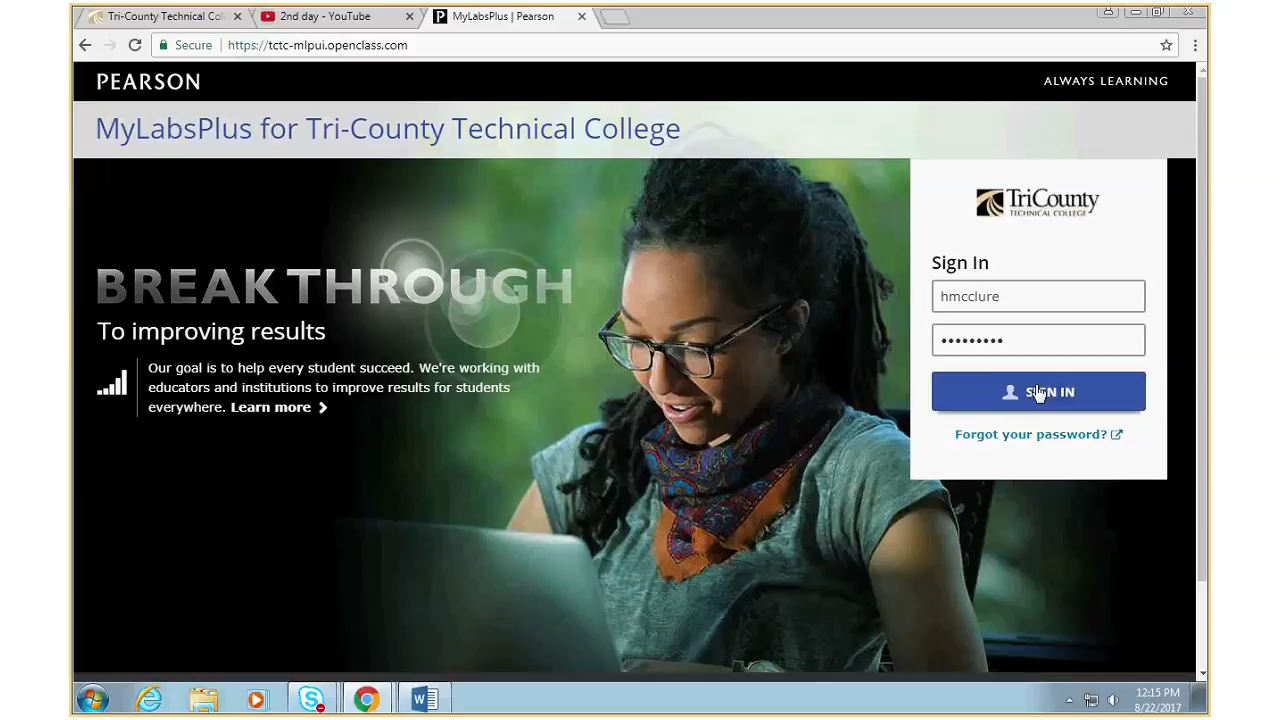 Tri-County Technical Col
2nd day - YouTube
MyLabsPlus | Pearson
Secure
https://tctc-mlpui.openclass.com
PEARSON
ALWAYS LEARNING
MyLabsPlus for Tri-County Technical College
TriCounty
TECHNICAL COLLEGE
BREAKTHROUGH
To improving results
Our goal is to help every student succeed. We're working with
educators and institutions to improve results for students
everywhere. Learn more
Sign In
hmcclure
•••••••••
SIGN IN
Forgot your password?
12:15 PM
8/22/2017